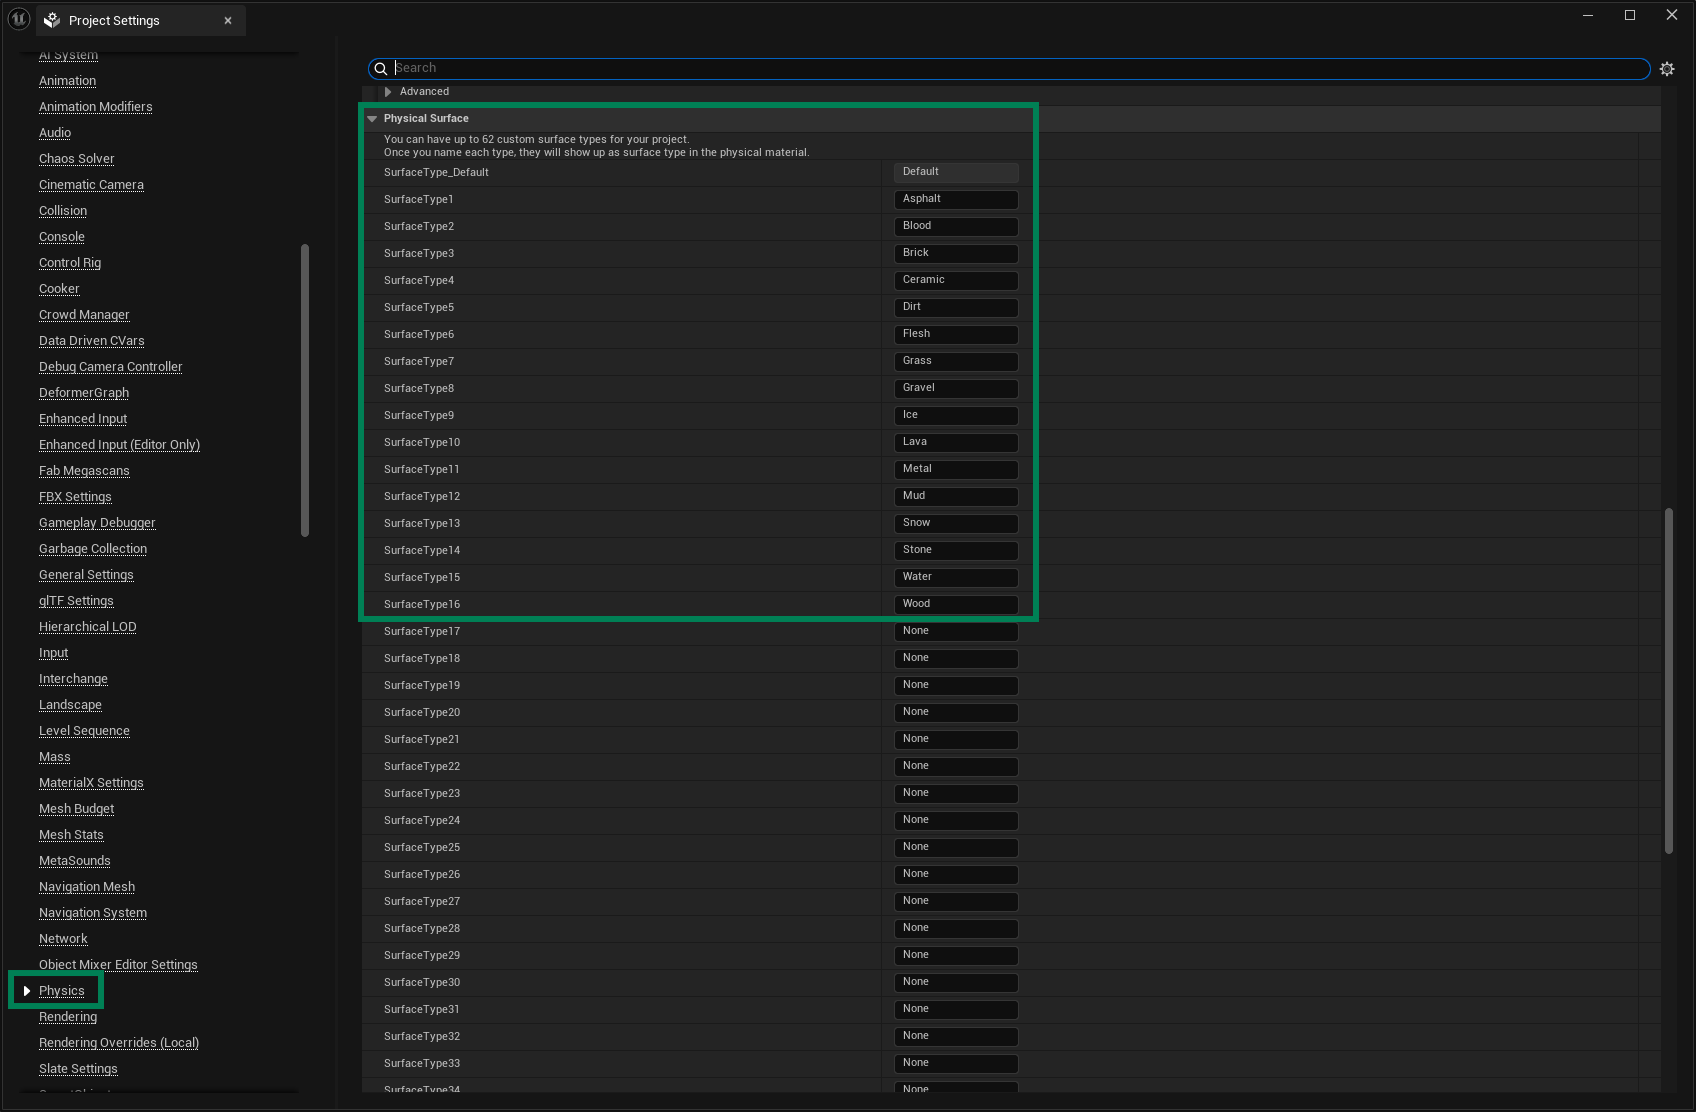 Project Settings
AI System
Animation
Animation Modifiers
Audio
Chaos Solver
Cinematic Camera
Collision
Console
Control Rig
Cooker
Crowd Manager
Data Driven CVars
Debug Camera Controller
DeformerGraph
Enhanced Input
Enhanced Input (Editor Only)
Fab Megascans
FBX Settings
Gameplay Debugger
Garbage Collection
General Settings
glTF Settings
Hierarchical LOD
Input
Interchange
Landscape
Level Sequence
Mass
MaterialX Settings
Mesh Budget
Mesh Stats
MetaSounds
Navigation Mesh
Navigation System
Network
Object Mixer Editor Settings
Physics
Rendering
Rendering Overrides (Local)
Slate Settings
Search
Advanced
Physical Surface
You can have up to 62 custom surface types for your project.
Once you name each type, they will show up as surface type in the physical material.
SurfaceType_Default Default
SurfaceType1 Asphalt
SurfaceType2 Blood
SurfaceType3 Brick
SurfaceType4 Ceramic
SurfaceType5 Dirt
SurfaceType6 Flesh
SurfaceType7 Grass
SurfaceType8 Gravel
SurfaceType9 Ice
SurfaceType10 Lava
SurfaceType11 Metal
SurfaceType12 Mud
SurfaceType13 Snow
SurfaceType14 Stone
SurfaceType15 Water
SurfaceType16 Wood
SurfaceType17 None
SurfaceType18 None
SurfaceType19 None
SurfaceType20 None
SurfaceType21 None
SurfaceType22 None
SurfaceType23 None
SurfaceType24 None
SurfaceType25 None
SurfaceType26 None
SurfaceType27 None
SurfaceType28 None
SurfaceType29 None
SurfaceType30 None
SurfaceType31 None
SurfaceType32 None
SurfaceType33 None
SurfaceType34 None